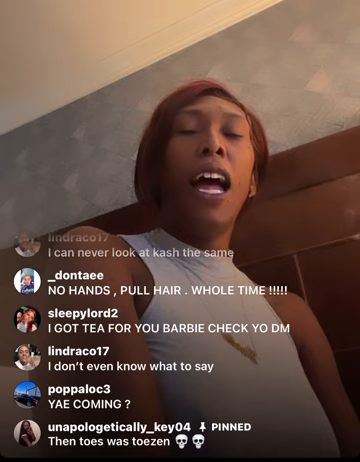 lindraco17
I can never look at kash the same
_dontaee
NO HANDS , PULL HAIR . WHOLE TIME !!!!!
sleepylord2
I GOT TEA FOR YOU BARBIE CHECK YO DM
lindraco17
I don't even know what to say
poppaloc3
YAE COMING ?
unapologetically_key04 PINNED
Then toes was toezen 💀💀